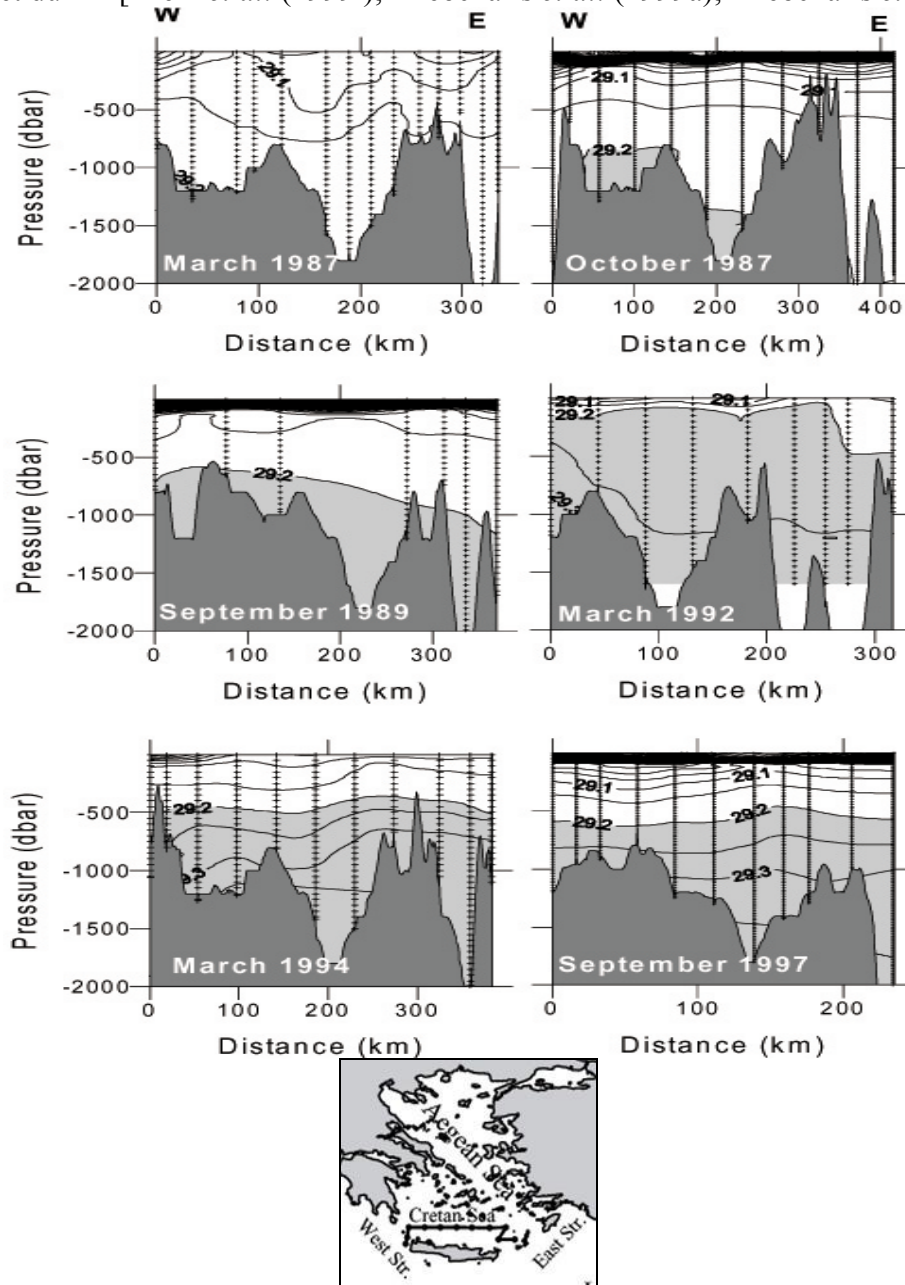 W E W E
-500
-1000
-1500
-2000
Pressure (dbar)
29.1
March 1987
0 100 200 300
Distance (km)
29.1
29.2
October 1987
0 100 200 300 400
Distance (km)
-500
-1000
-1500
-2000
Pressure (dbar)
29.2
September 1989
0 100 200 300
Distance (km)
29.1 29.1
29.2
March 1992
0 100 200 300
Distance (km)
-500
-1000
-1500
-2000
Pressure (dbar)
29.2
March 1994
0 100 200 300
Distance (km)
29.1 29.1
29.2 29.2
29.3
September 1997
0 100 200
Distance (km)
Aegean Sea
Cretan Sea
West Str.
East Str.